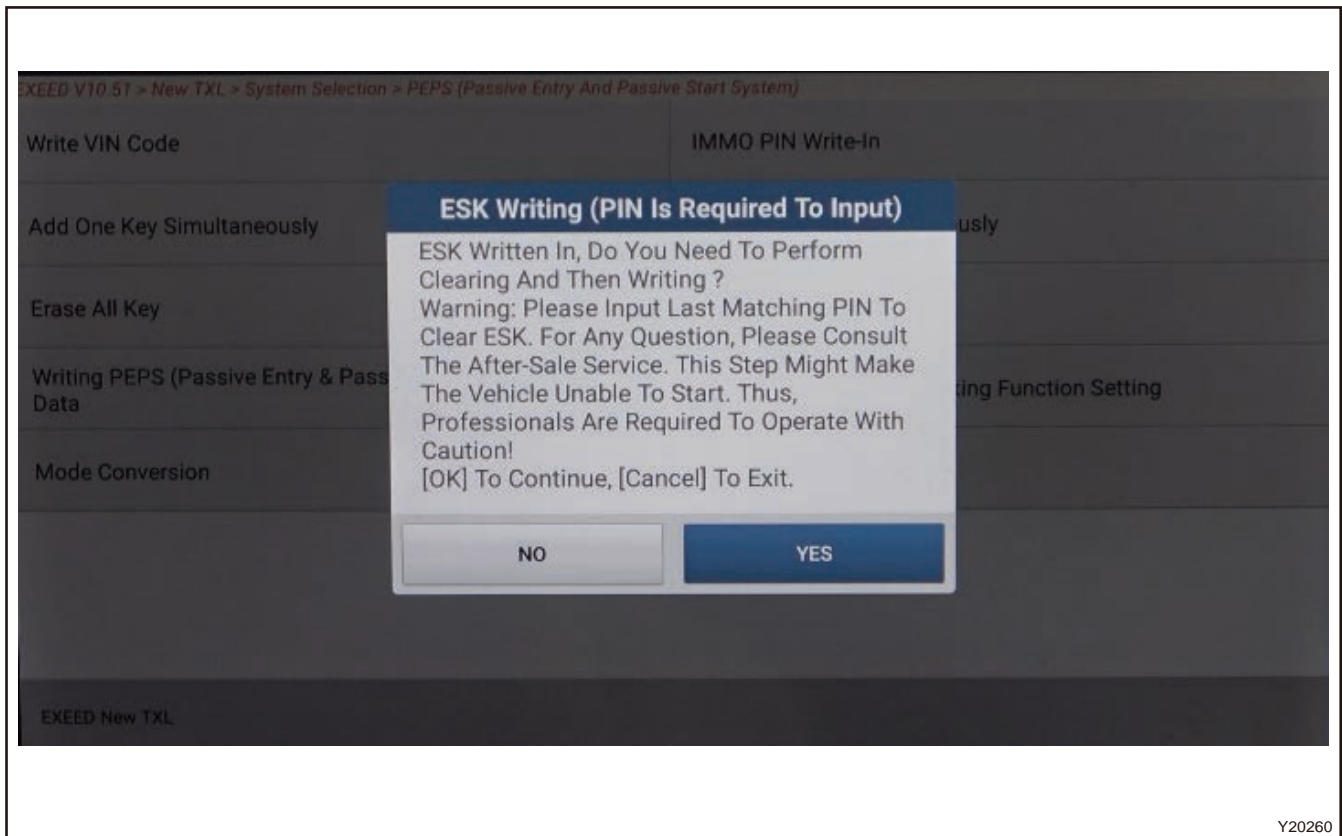 EXEED V10.51 > New TXL > System Selection > PEPS (Passive Entry And Passive Start System)
Write VIN Code
IMMO PIN Write-In
Add One Key Simultaneously
usly
Erase All Key
Writing PEPS (Passive Entry & Pass
Data
ing Function Setting
Mode Conversion
ESK Writing (PIN Is Required To Input)
ESK Written In, Do You Need To Perform
Clearing And Then Writing ?
Warning: Please Input Last Matching PIN To
Clear ESK. For Any Question, Please Consult
The After-Sale Service. This Step Might Make
The Vehicle Unable To Start. Thus,
Professionals Are Required To Operate With
Caution!
[OK] To Continue, [Cancel] To Exit.
NO
YES
EXEED New TXL
Y20260